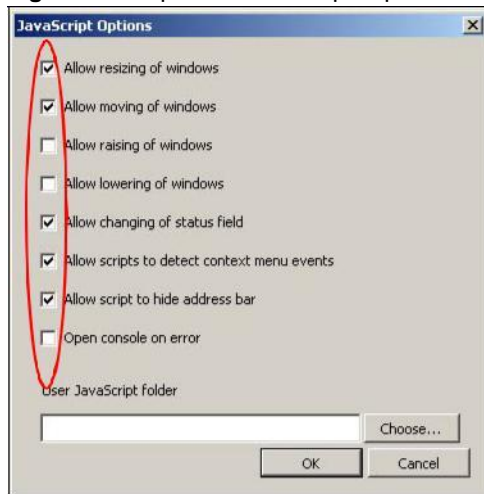 JavaScript Options
Allow resizing of windows
Allow moving of windows
Allow raising of windows
Allow lowering of windows
Allow changing of status field
Allow scripts to detect context menu events
Allow script to hide address bar
Open console on error
User JavaScript folder
Choose...
OK Cancel